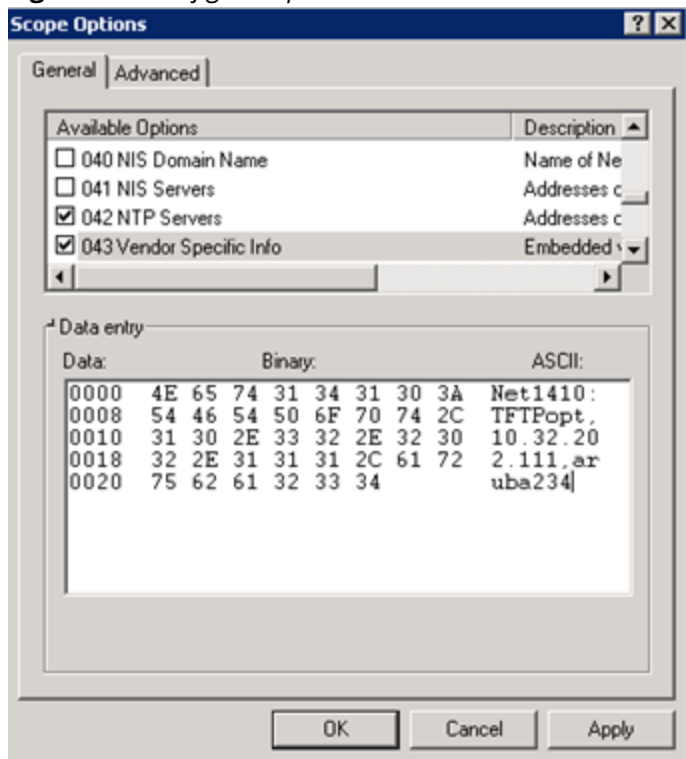 Scope Options
General Advanced
Available Options Description
040 NIS Domain Name Name of Ne
041 NIS Servers Addresses c
042 NTP Servers Addresses c
043 Vendor Specific Info Embedded
Data entry
Data: Binary: ASCII:
0000 4E 65 74 31 34 31 30 3A Net1410:
0008 54 46 54 50 6F 70 74 2C TFTPopt,
0010 31 30 2E 33 32 2E 32 30 10.32.20
0018 32 2E 31 31 31 2C 61 72 2.111,ar
0020 75 62 61 32 33 34 uba234
OK Cancel Apply